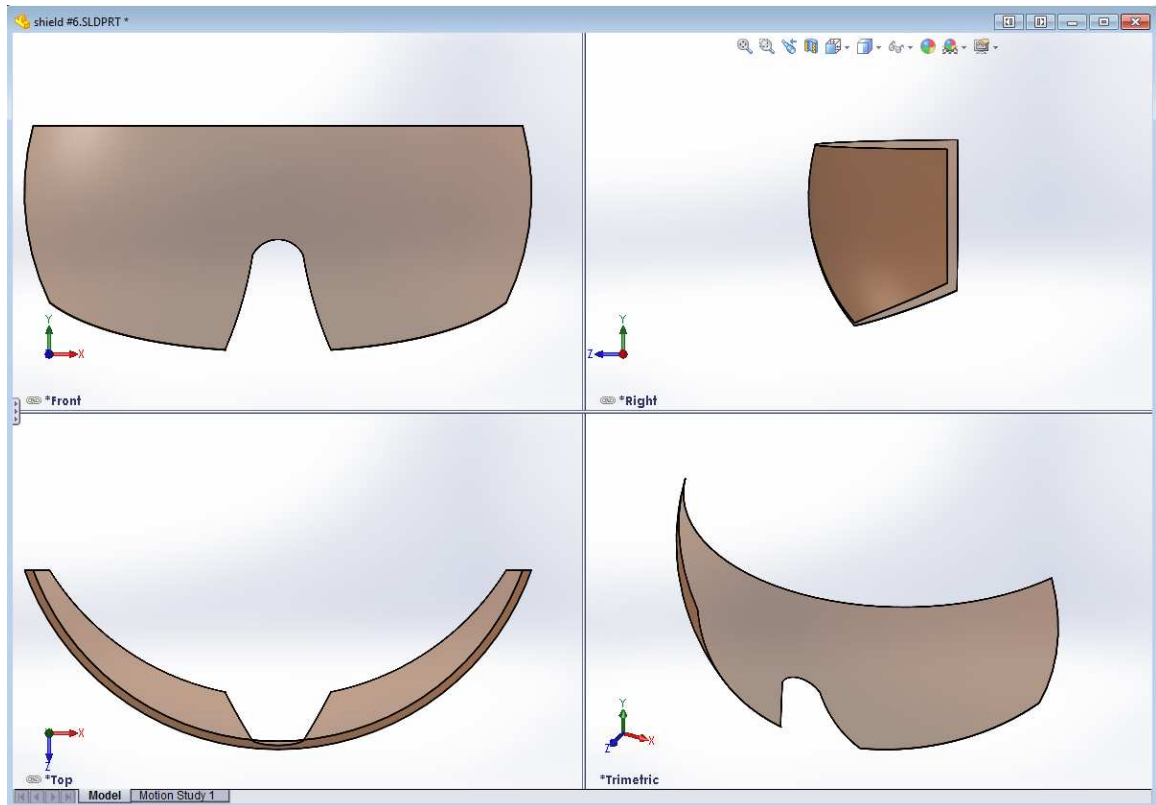 shield #6.SLDPRT *
Y
X
*Front
Y
Z
*Right
X
Z
*Top
Y
Z
X
*Trimetric
Model
Motion Study 1